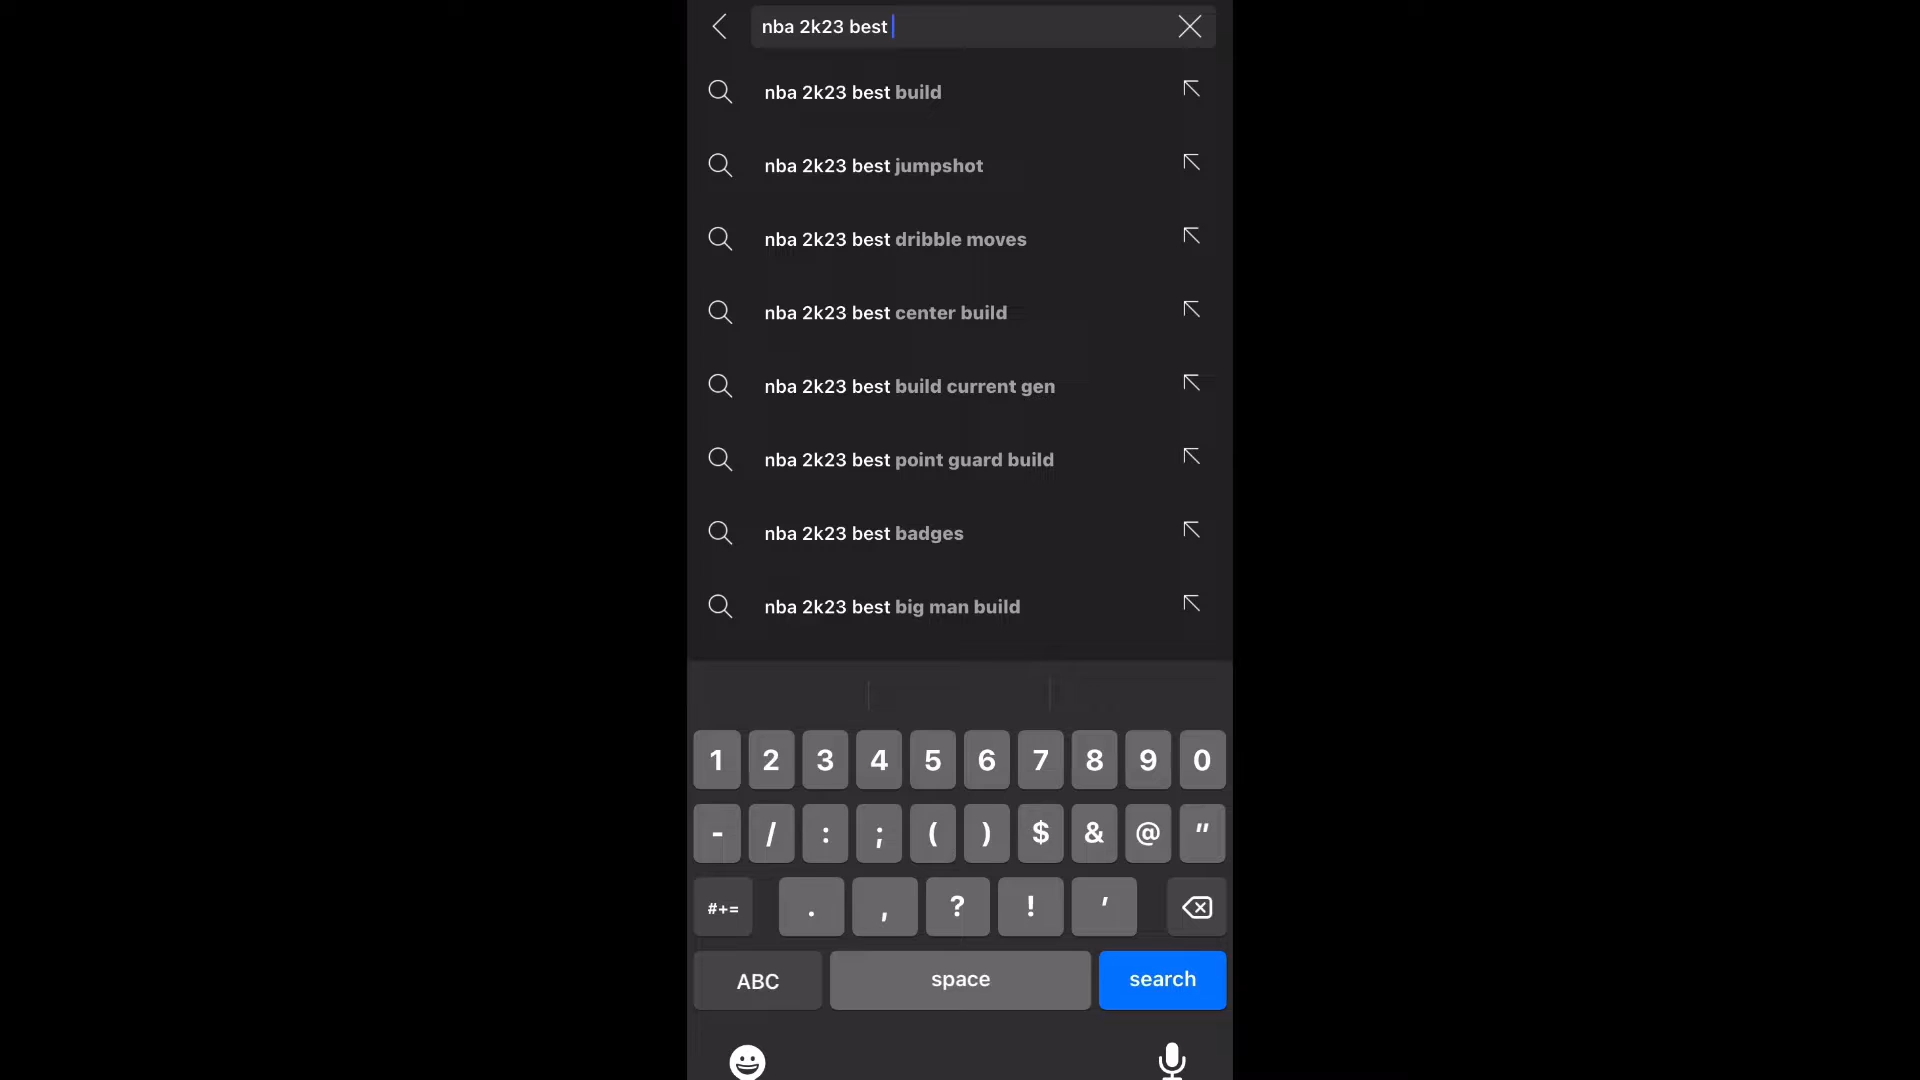 nba 2k23 best
nba 2k23 best build
nba 2k23 best jumpshot
nba 2k23 best dribble moves
nba 2k23 best center build
nba 2k23 best build current gen
nba 2k23 best point guard build
nba 2k23 best badges
nba 2k23 best big man build
1 2 3 4 5 6 7 8 9 0
- / : ; ( ) $ & @ "
#+= . , ? ! '
ABC space search